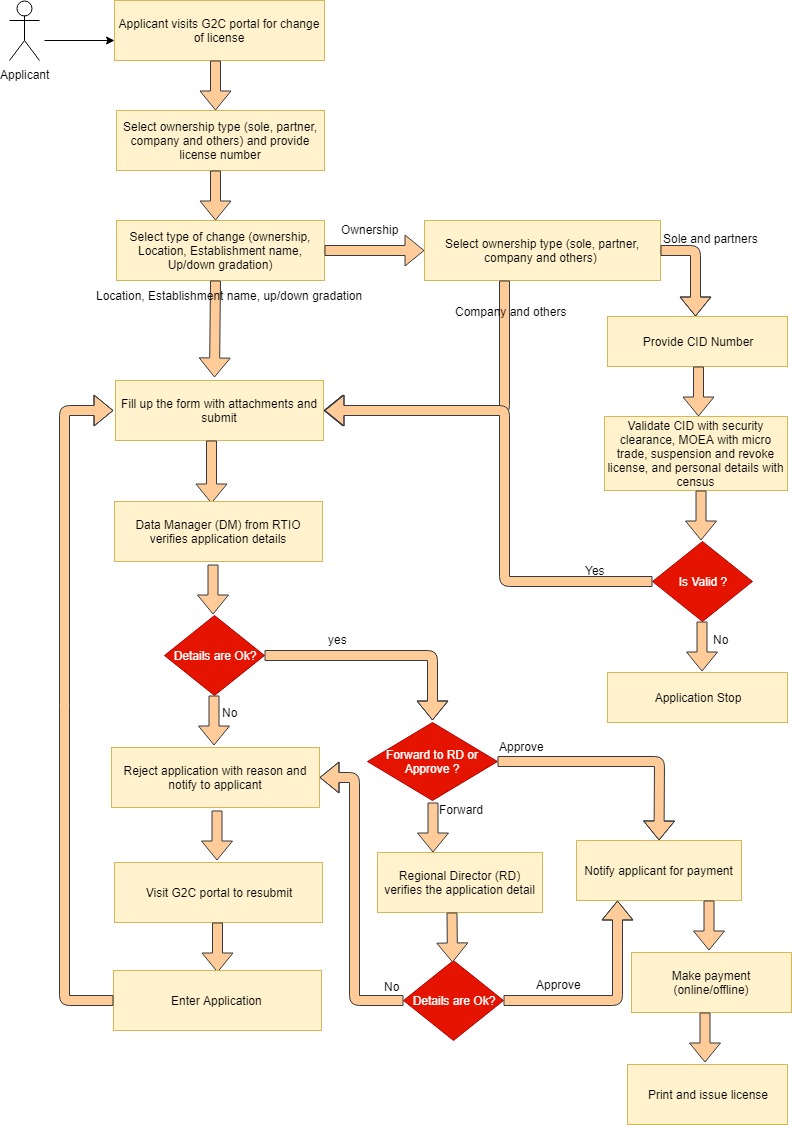 Applicant
Applicant visits G2C portal for change
of license
Select ownership type (sole, partner,
company and others) and provide
license number
Select type of change (ownership,
Location, Establishment name,
Up/down gradation)
Ownership
Select ownership type (sole, partner,
company and others)
Sole and partners
Location, Establishment name, up/down gradation
Company and others
Provide CID Number
Fill up the form with attachments and
submit
Validate CID with security
clearance, MOEA with micro
trade, suspension and revoke
license, and personal details with
census
Data Manager (DM) from RTIO
verifies application details
Yes
Is Valid ?
No
Details are Ok?
yes
Application Stop
No
Forward to RD or
Approve ?
Approve
Reject application with reason and
notify to applicant
Forward
Regional Director (RD)
verifies the application detail
Notify applicant for payment
Visit G2C portal to resubmit
No
Details are Ok?
Approve
Make payment
(online/offline)
Enter Application
Print and issue license